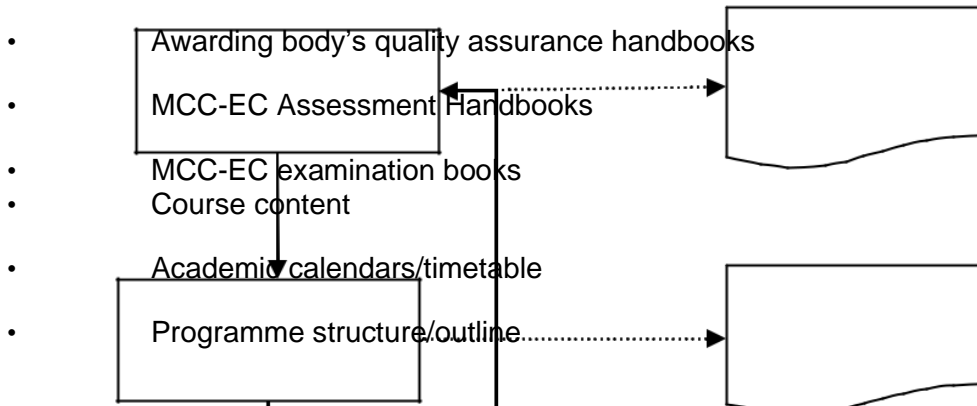 • Awarding body's quality assurance handbooks
• MCC-EC Assessment Handbooks
• MCC-EC examination books
• Course content
• Academic calendars/timetable
• Programme structure/outline